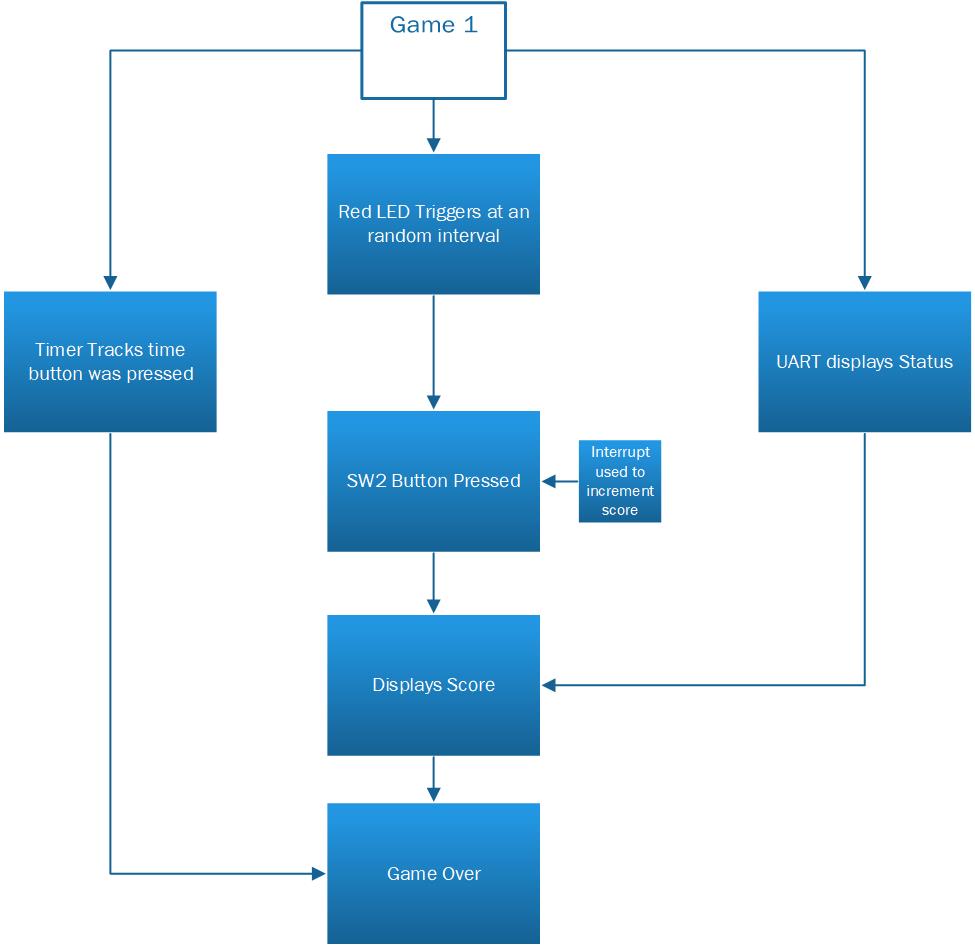 Game 1
Red LED Triggers at an
random interval
Timer Tracks time
button was pressed
UART displays Status
SW2 Button Pressed
Interrupt
used to
increment
score
Displays Score
Game Over